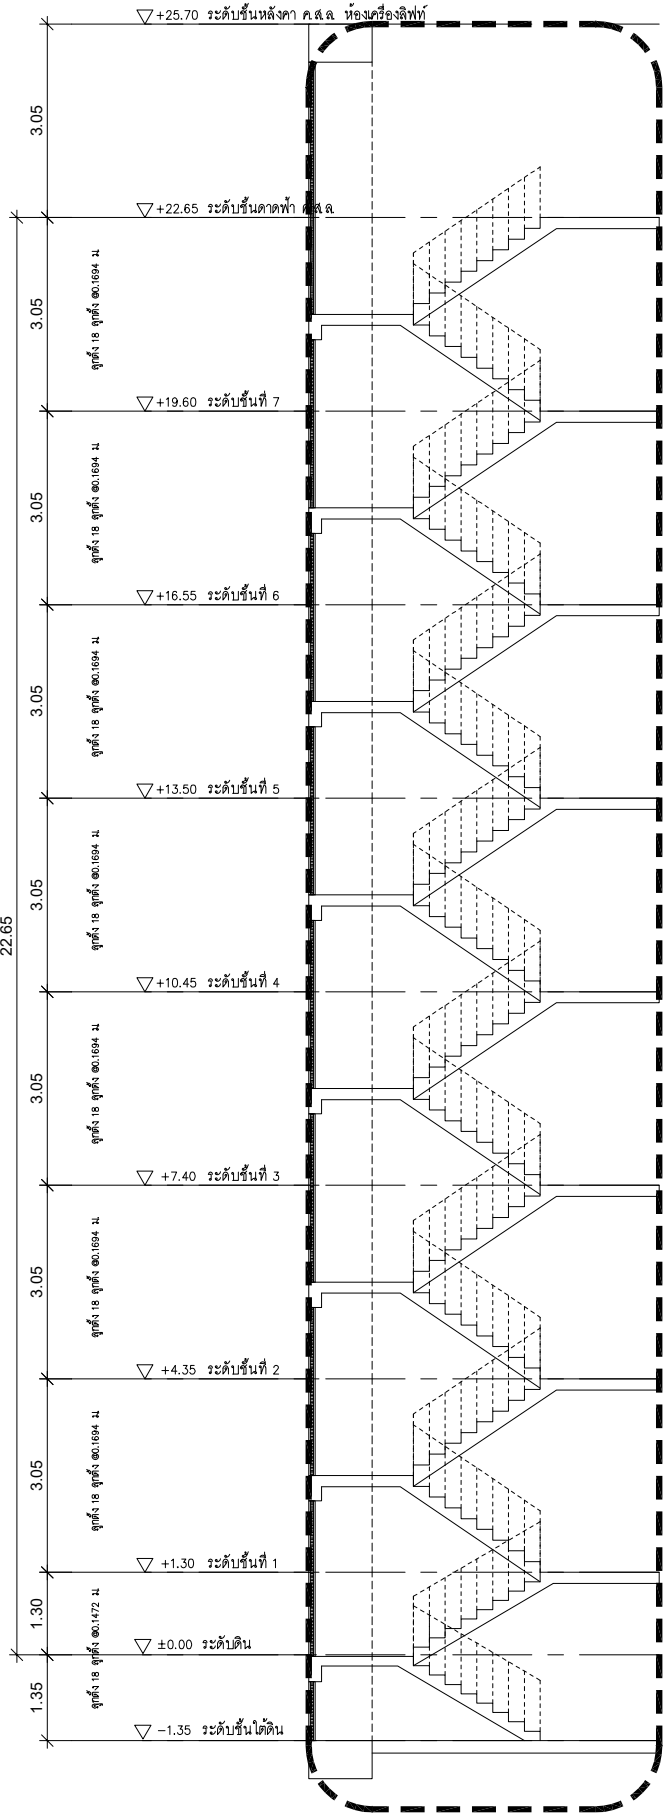 +25.70 ระดับชั้นหลังคา ค.ส.ล. ห้องเครื่องลิฟท์
3.05
+22.65 ระดับชั้นดาดฟ้า ค.ส.ล.
3.05
ลูกตั้ง 18 ลูกตั้ง @0.1694 ม.
+19.60 ระดับชั้นที่ 7
3.05
ลูกตั้ง 18 ลูกตั้ง @0.1694 ม.
+16.55 ระดับชั้นที่ 6
3.05
ลูกตั้ง 18 ลูกตั้ง @0.1694 ม.
+13.50 ระดับชั้นที่ 5
3.05
ลูกตั้ง 18 ลูกตั้ง @0.1694 ม.
22.65
+10.45 ระดับชั้นที่ 4
3.05
ลูกตั้ง 18 ลูกตั้ง @0.1694 ม.
+7.40 ระดับชั้นที่ 3
3.05
ลูกตั้ง 18 ลูกตั้ง @0.1694 ม.
+4.35 ระดับชั้นที่ 2
3.05
ลูกตั้ง 18 ลูกตั้ง @0.1694 ม.
+1.30 ระดับชั้นที่ 1
1.30
ลูกตั้ง 18 ลูกตั้ง @0.1472 ม.
±0.00 ระดับดิน
1.35
-1.35 ระดับชั้นใต้ดิน